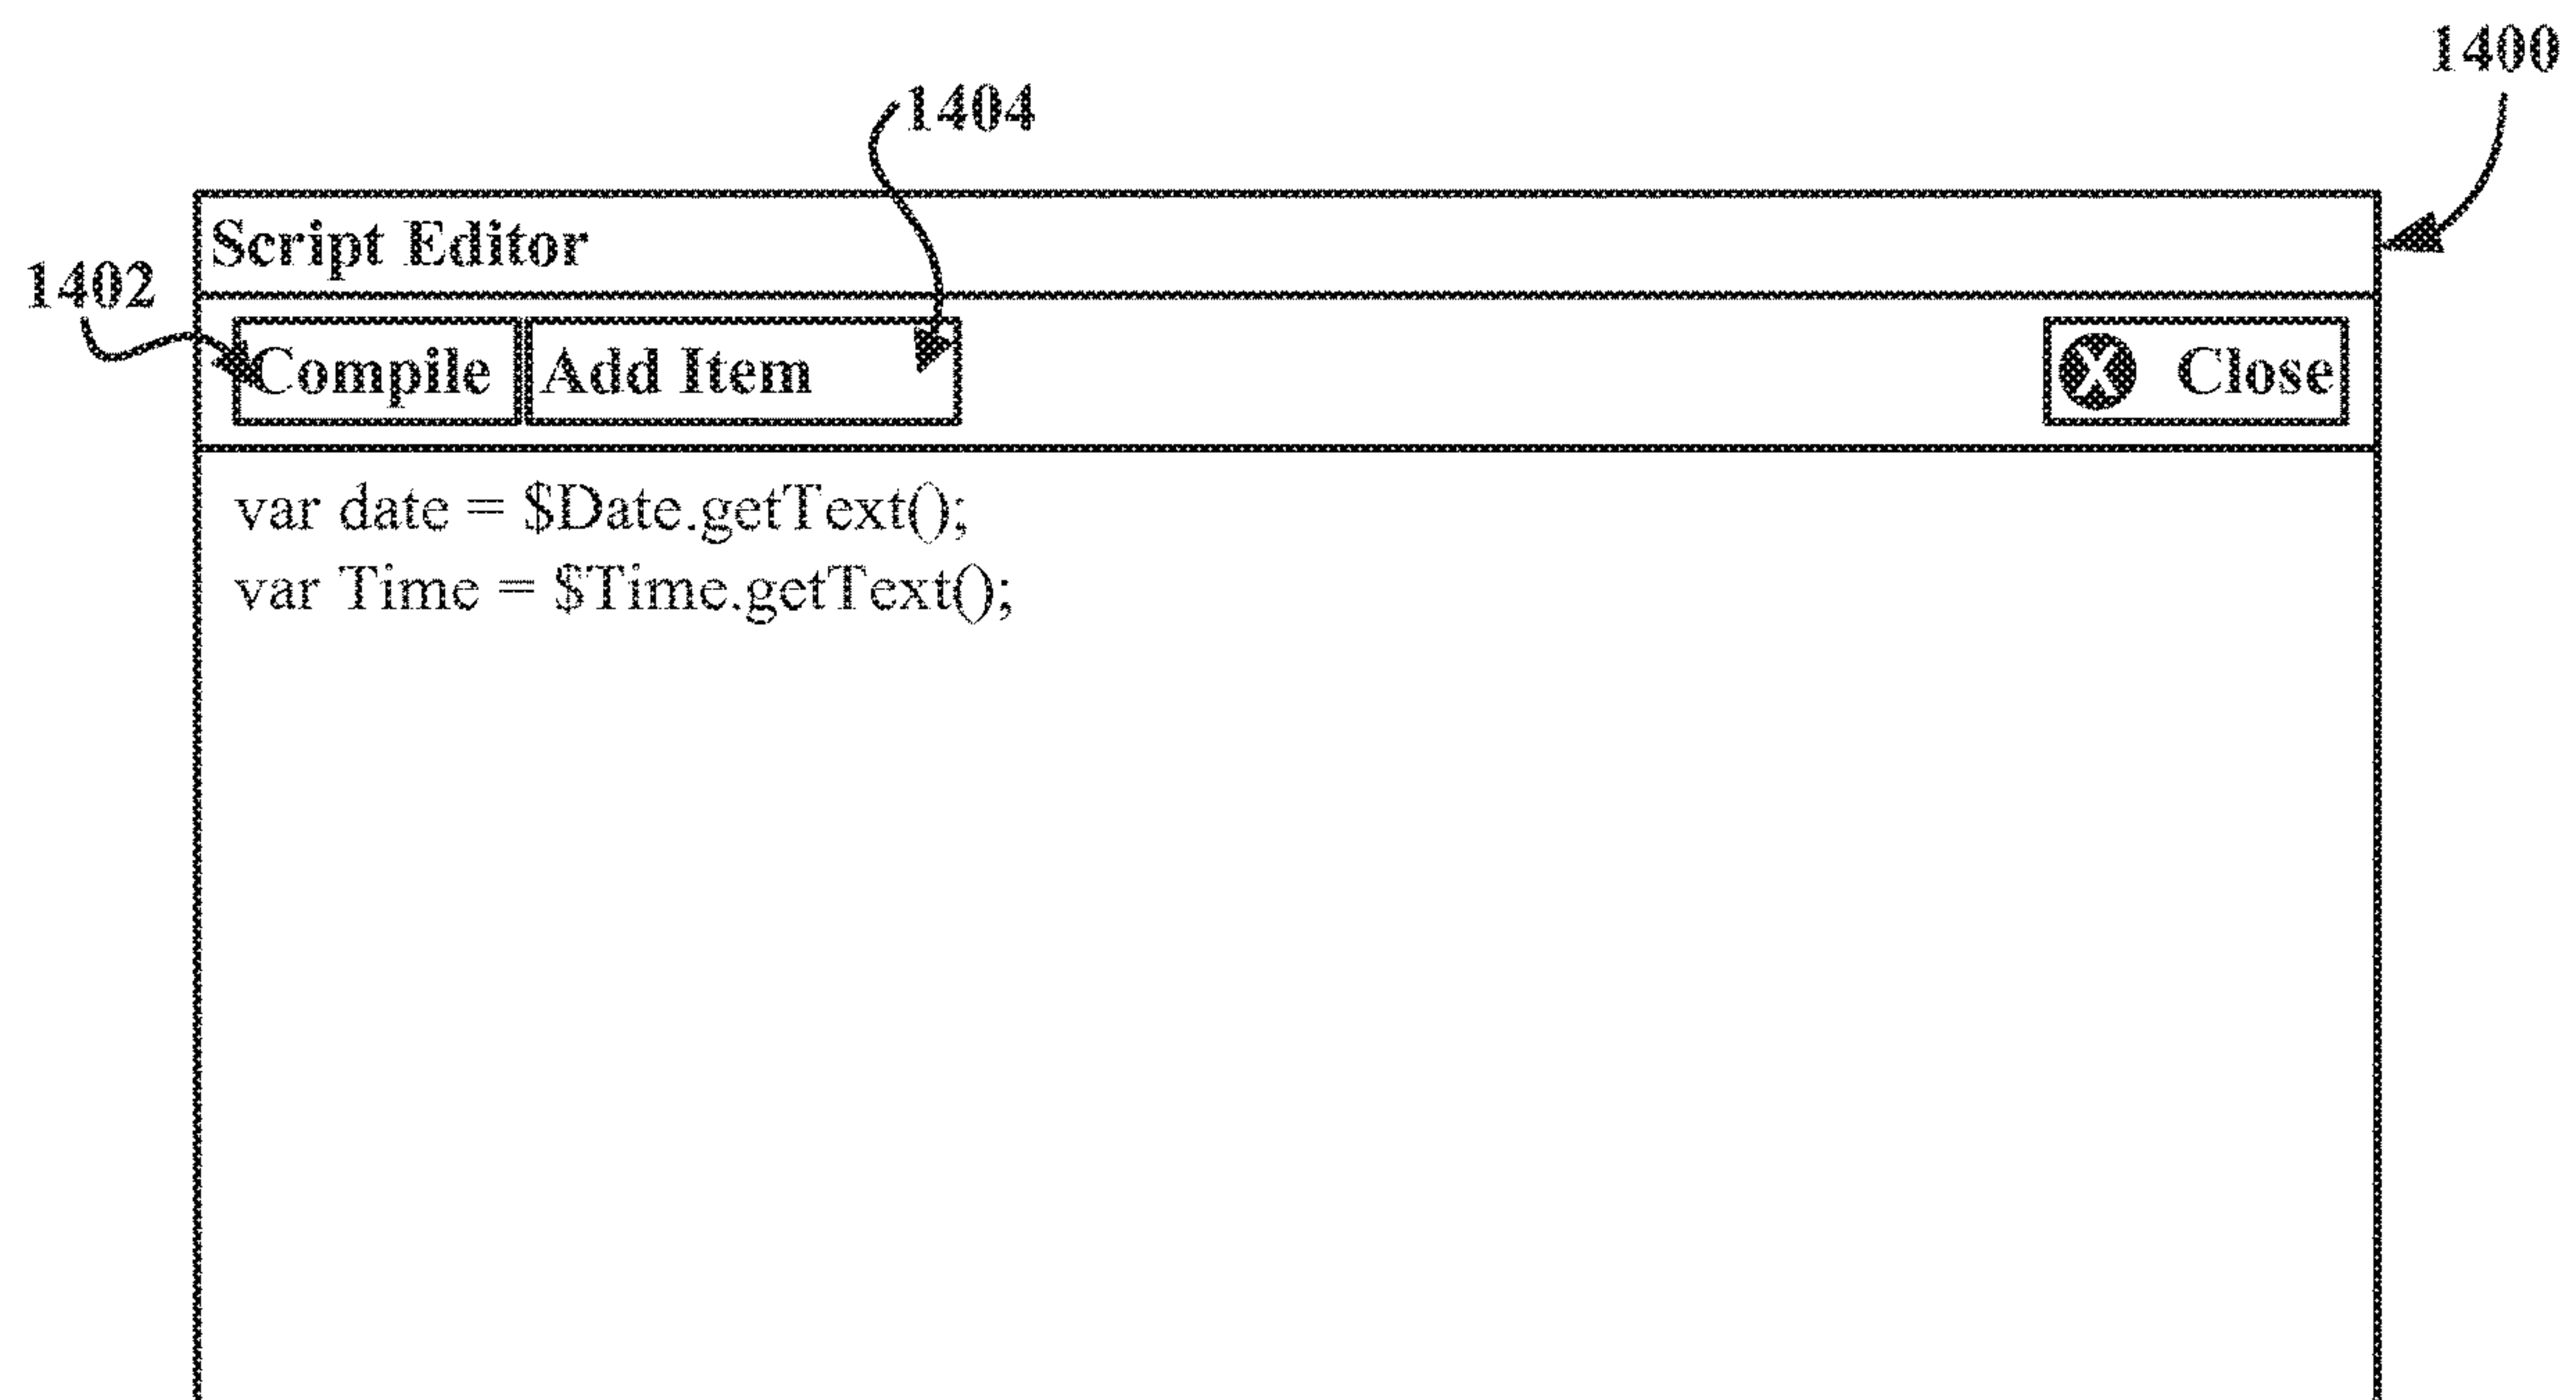 1400
1404
Script Editor
1402
Compile Add Item X Close
var date = $Date.getText();
var Time = $Time.getText();